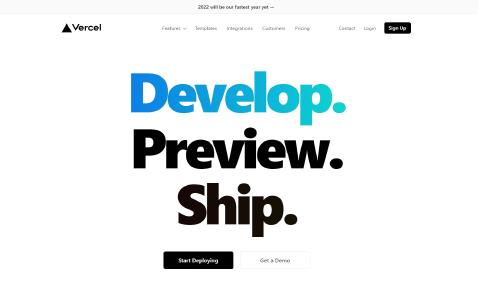 2022 will be our fastest year yet →
Vercel Features Templates Integrations Customers Pricing Contact Login Sign Up
Develop.
Preview.
Ship.
Start Deploying Get a Demo